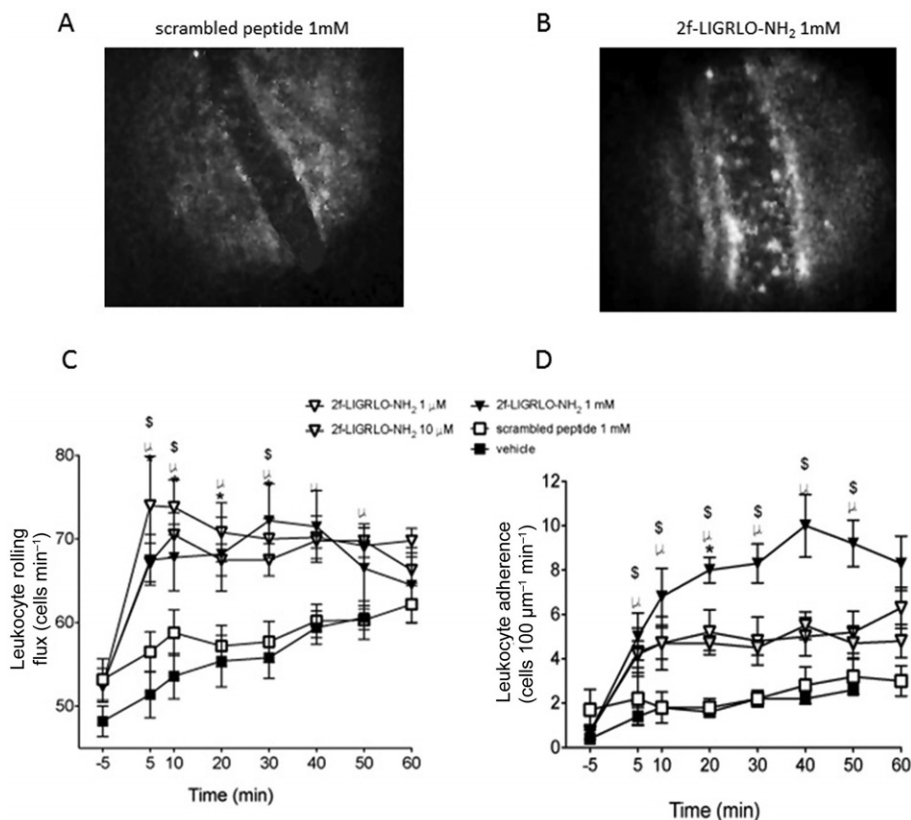 A
scrambled peptide 1mM
B
2f-LIGRLO-NH₂ 1mM
C
2f-LIGRLO-NH₂ 1 μM
2f-LIGRLO-NH₂ 10 μM
2f-LIGRLO-NH₂ 1 mM
scrambled peptide 1 mM
vehicle
Leukocyte rolling
flux (cells min⁻¹)
80
70
60
50
$ $ $
μ μ μ μ μ μ
* * * *
-5 5 10 20 30 40 50 60
Time (min)
D
Leukocyte adherence
(cells 100 μm⁻¹ min⁻¹)
12
10
8
6
4
2
0
$ $ $ $ $ $
μ μ μ μ μ μ
*
-5 5 10 20 30 40 50 60
Time (min)